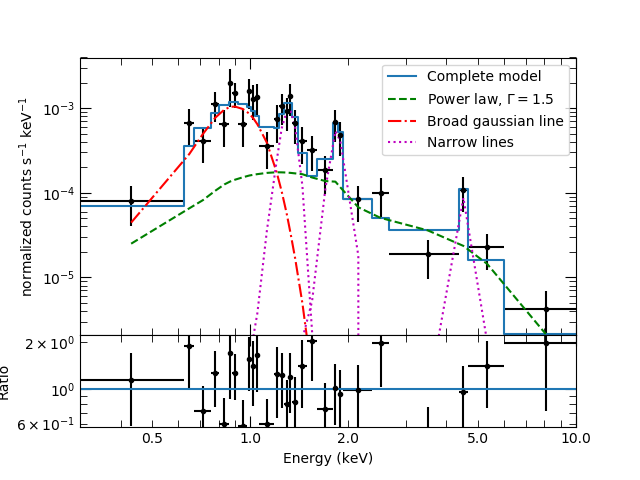 normalized counts s⁻¹ keV⁻¹
10⁻³
10⁻⁴
10⁻⁵
Complete model
Power law, Γ = 1.5
Broad gaussian line
Narrow lines
Ratio
2 × 10⁰
10⁰
6 × 10⁻¹
0.5
1.0
2.0
5.0
10.0
Energy (keV)